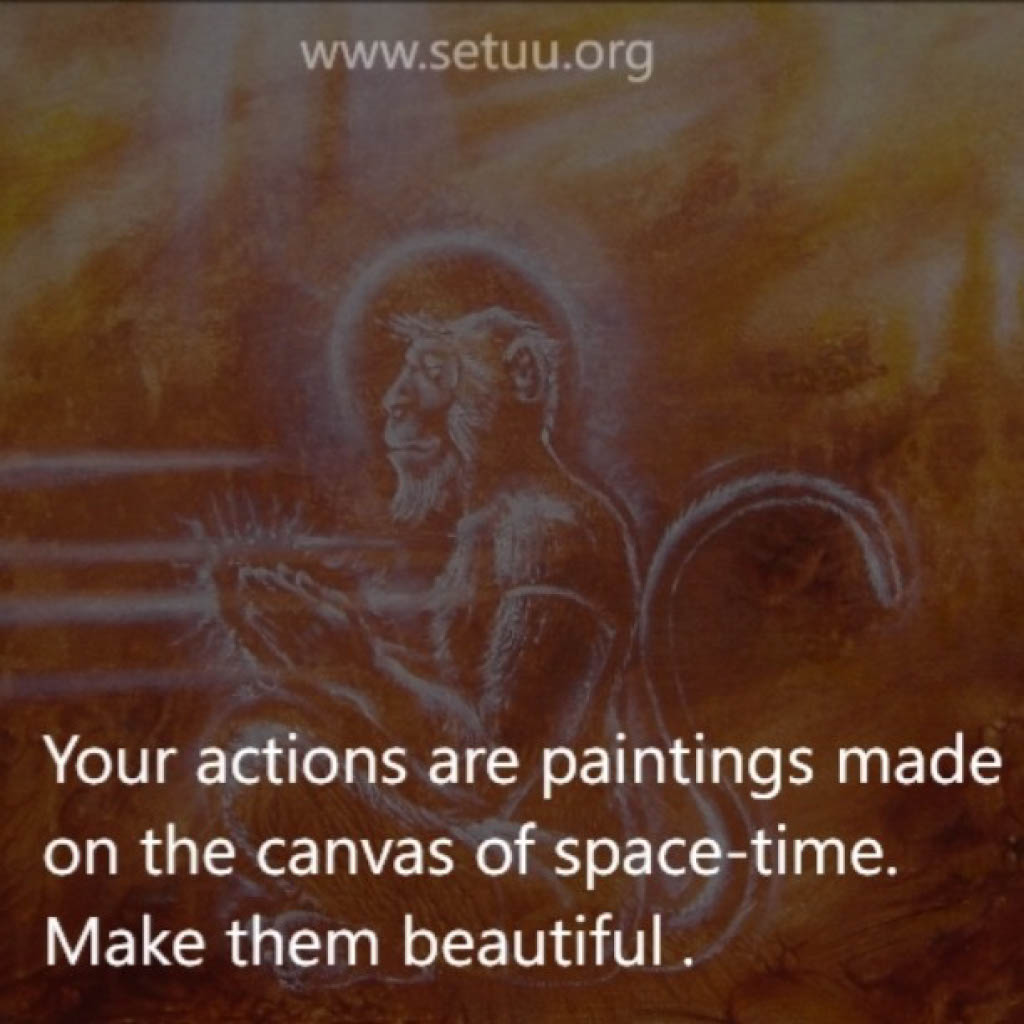 www.setuu.org
Your actions are paintings made
on the canvas of space-time.
Make them beautiful .